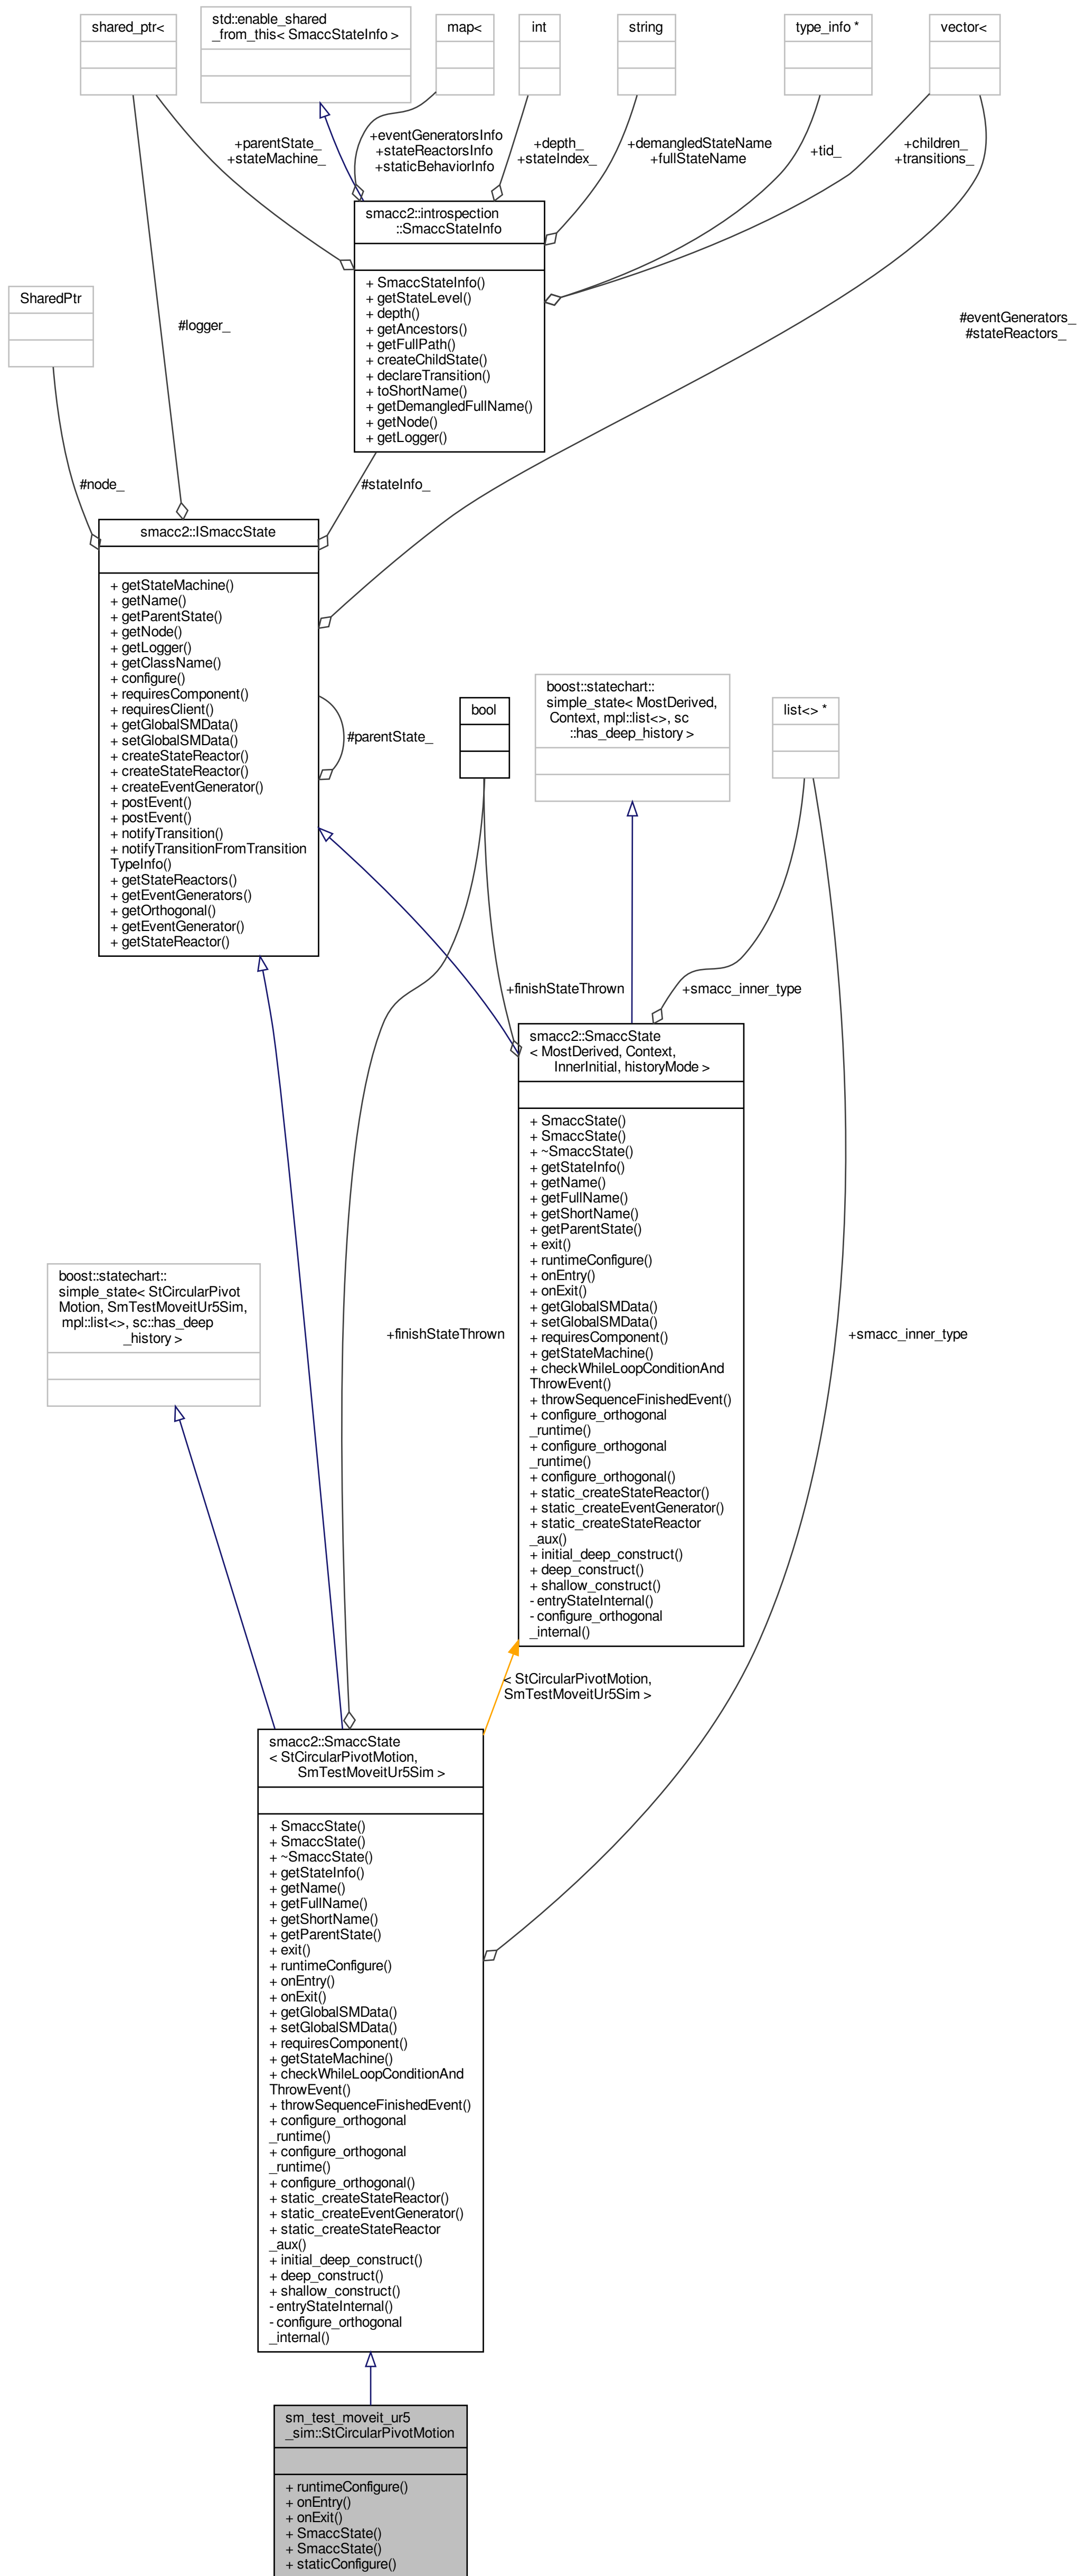 shared_ptr<
std::enable_shared
_from_this< SmaccStateInfo >
map<
int
string
type_info *
vector<
+parentState_
+stateMachine_
+eventGeneratorsInfo
+stateReactorsInfo
+staticBehaviorInfo
+depth_
+stateIndex_
+demangledStateName
+fullStateName
+tid_
+children_
+transitions_
smacc2::introspection
::SmaccStateInfo
+ SmaccStateInfo()
+ getStateLevel()
+ depth()
+ getAncestors()
+ getFullPath()
+ createChildState()
+ declareTransition()
+ toShortName()
+ getDemangledFullName()
+ getNode()
+ getLogger()
SharedPtr
#logger_
#eventGenerators_
#stateReactors_
#node_
#stateInfo_
smacc2::ISmaccState
+ getStateMachine()
+ getName()
+ getParentState()
+ getNode()
+ getLogger()
+ getClassName()
+ configure()
+ requiresComponent()
+ requiresClient()
+ getGlobalSMData()
+ setGlobalSMData()
+ createStateReactor()
+ createStateReactor()
+ createEventGenerator()
+ postEvent()
+ postEvent()
+ notifyTransition()
+ notifyTransitionFromTransition
TypeInfo()
+ getStateReactors()
+ getEventGenerators()
+ getOrthogonal()
+ getEventGenerator()
+ getStateReactor()
#parentState_
bool
boost::statechart::
simple_state< MostDerived,
Context, mpl::list<>, sc
::has_deep_history >
list<> *
+finishStateThrown
+smacc_inner_type
smacc2::SmaccState
< MostDerived, Context,
InnerInitial, historyMode >
+ SmaccState()
+ SmaccState()
+ ~SmaccState()
+ getStateInfo()
+ getName()
+ getFullName()
+ getShortName()
+ getParentState()
+ exit()
+ runtimeConfigure()
+ onEntry()
+ onExit()
+ getGlobalSMData()
+ setGlobalSMData()
+ requiresComponent()
+ getStateMachine()
+ checkWhileLoopConditionAnd
ThrowEvent()
+ throwSequenceFinishedEvent()
+ configure_orthogonal
_runtime()
+ configure_orthogonal
_runtime()
+ configure_orthogonal()
+ static_createStateReactor()
+ static_createEventGenerator()
+ static_createStateReactor
_aux()
+ initial_deep_construct()
+ deep_construct()
+ shallow_construct()
- entryStateInternal()
- configure_orthogonal
_internal()
boost::statechart::
simple_state< StCircularPivot
Motion, SmTestMoveitUr5Sim,
mpl::list<>, sc::has_deep
_history >
+finishStateThrown
+smacc_inner_type
< StCircularPivotMotion,
SmTestMoveitUr5Sim >
smacc2::SmaccState
< StCircularPivotMotion,
SmTestMoveitUr5Sim >
+ SmaccState()
+ SmaccState()
+ ~SmaccState()
+ getStateInfo()
+ getName()
+ getFullName()
+ getShortName()
+ getParentState()
+ exit()
+ runtimeConfigure()
+ onEntry()
+ onExit()
+ getGlobalSMData()
+ setGlobalSMData()
+ requiresComponent()
+ getStateMachine()
+ checkWhileLoopConditionAnd
ThrowEvent()
+ throwSequenceFinishedEvent()
+ configure_orthogonal
_runtime()
+ configure_orthogonal
_runtime()
+ configure_orthogonal()
+ static_createStateReactor()
+ static_createEventGenerator()
+ static_createStateReactor
_aux()
+ initial_deep_construct()
+ deep_construct()
+ shallow_construct()
- entryStateInternal()
- configure_orthogonal
_internal()
sm_test_moveit_ur5
_sim::StCircularPivotMotion
+ runtimeConfigure()
+ onEntry()
+ onExit()
+ SmaccState()
+ SmaccState()
+ staticConfigure()